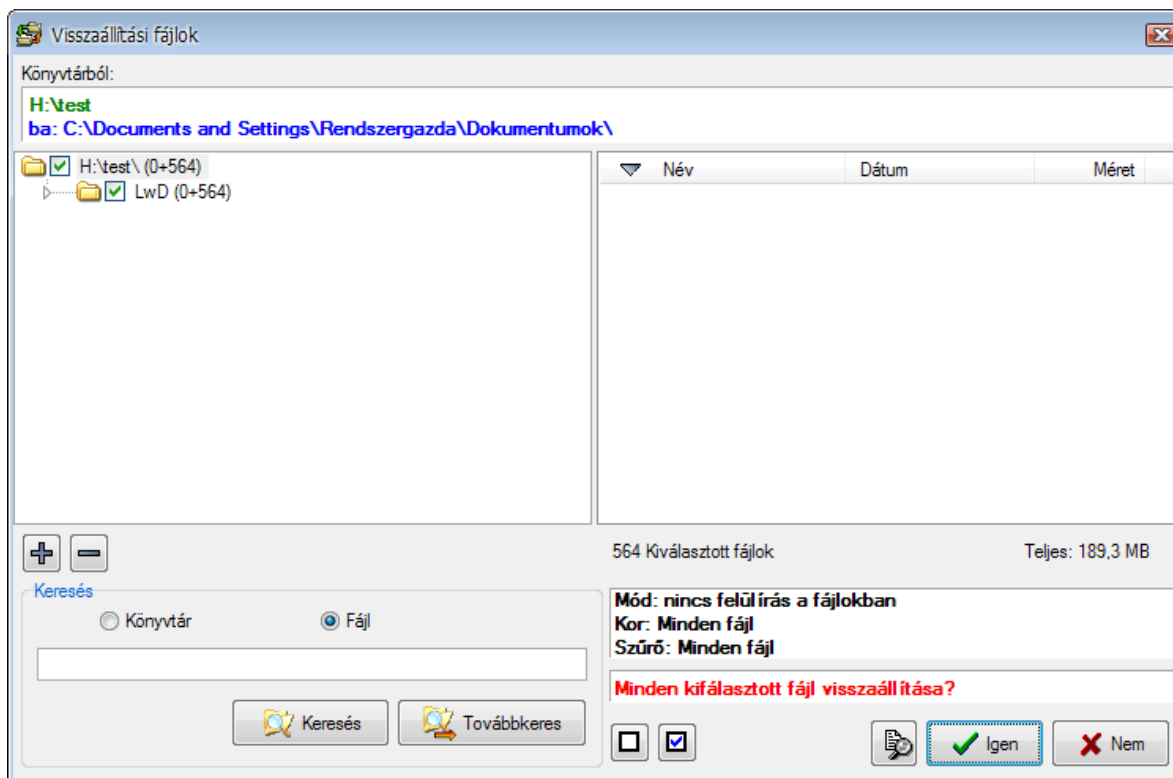 Visszaállítási fájlok
Könyvtárból:
H:\test
ba: C:\Documents and Settings\Rendszergazda\Dokumentumok\
H:\test\ (0+564)
LwD (0+564)
Név Dátum Méret
564 Kiválasztott fájlok Teljes: 189,3 MB
Keresés
Könyvtár Fájl
Keresés Továbbkeres
Mód: nincs felülírás a fájlokban
Kor: Minden fájl
Szűrő: Minden fájl
Minden kifálasztott fájl visszaállítása?
Igen Nem